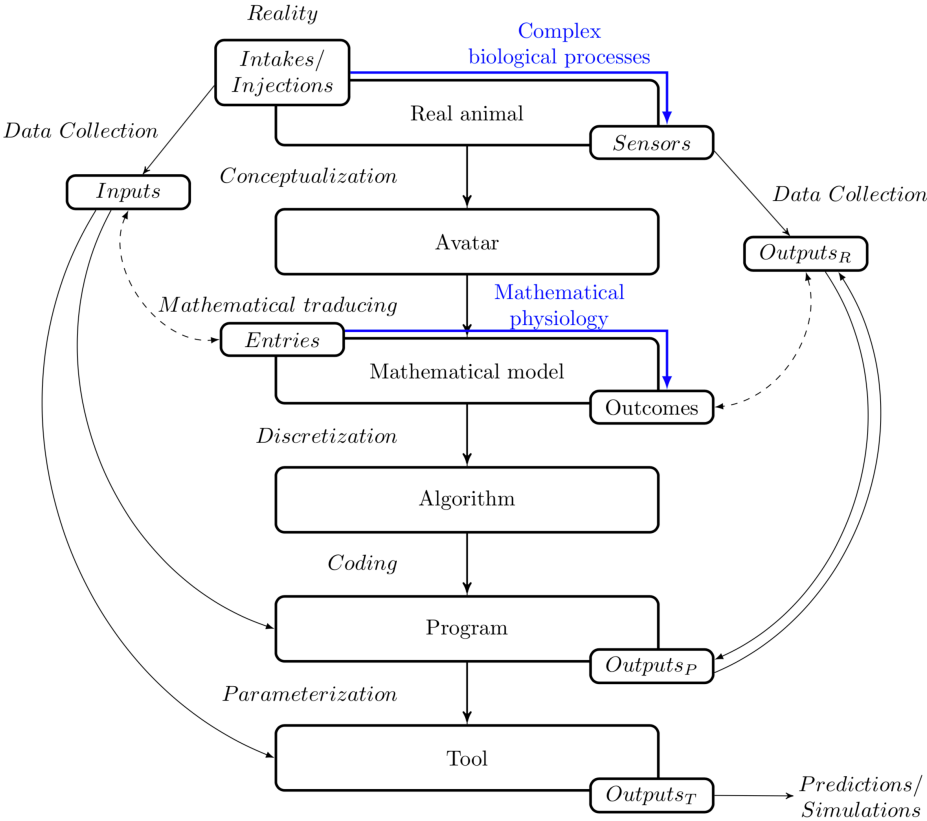 Reality
Complex
biological processes
Intakes/
Injections
Real animal
Data Collection
Sensors
Conceptualization
Inputs
Data Collection
Avatar
Outputs_R
Mathematical
physiology
Mathematical traducing
Entries
Mathematical model
Outcomes
Discretization
Algorithm
Coding
Program
Outputs_P
Parameterization
Tool
Outputs_T
Predictions/
Simulations